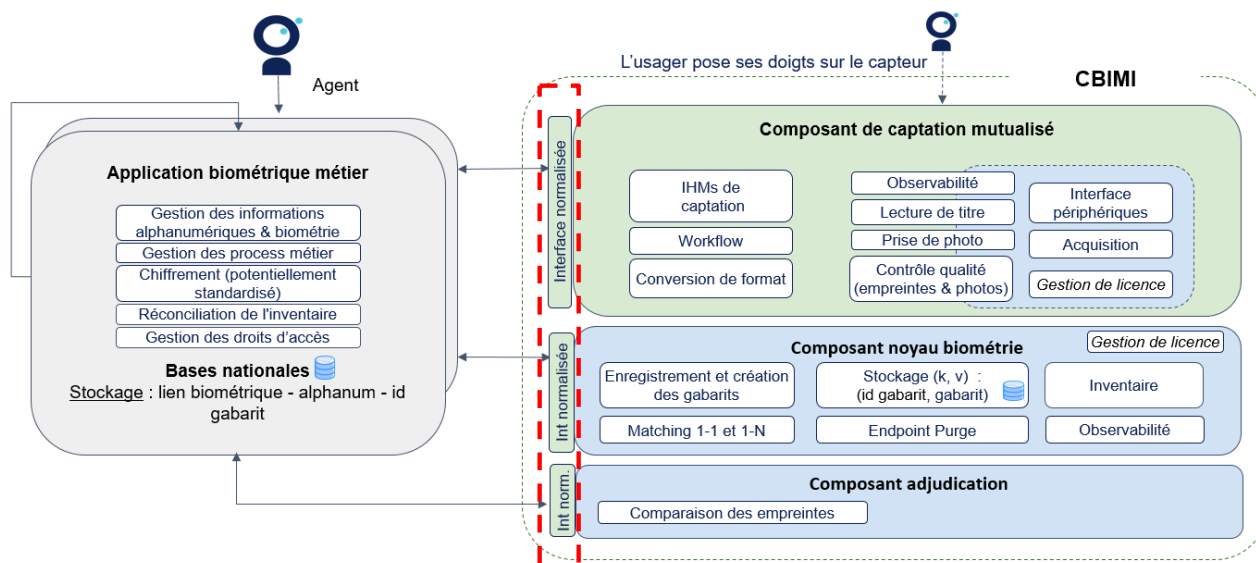 Agent
L'usager pose ses doigts sur le capteur
CBIMI
Application biométrique métier
Gestion des informations
alphanumériques & biométrie
Gestion des process métier
Chiffrement (potentiellement
standardisé)
Réconciliation de l'inventaire
Gestion des droits d'accès
Bases nationales
Stockage : lien biométrique - alphanum - id
gabarit
Interface normalisée
Composant de captation mutualisé
IHMs de
captation
Workflow
Conversion de format
Observabilité
Lecture de titre
Prise de photo
Contrôle qualité
(empreintes & photos)
Interface
périphériques
Acquisition
Gestion de licence
Int normalisée
Composant noyau biométrie
Gestion de licence
Enregistrement et création
des gabarits
Stockage (k, v) :
(id gabarit, gabarit)
Inventaire
Matching 1-1 et 1-N
Endpoint Purge
Observabilité
Int norm.
Composant adjudication
Comparaison des empreintes